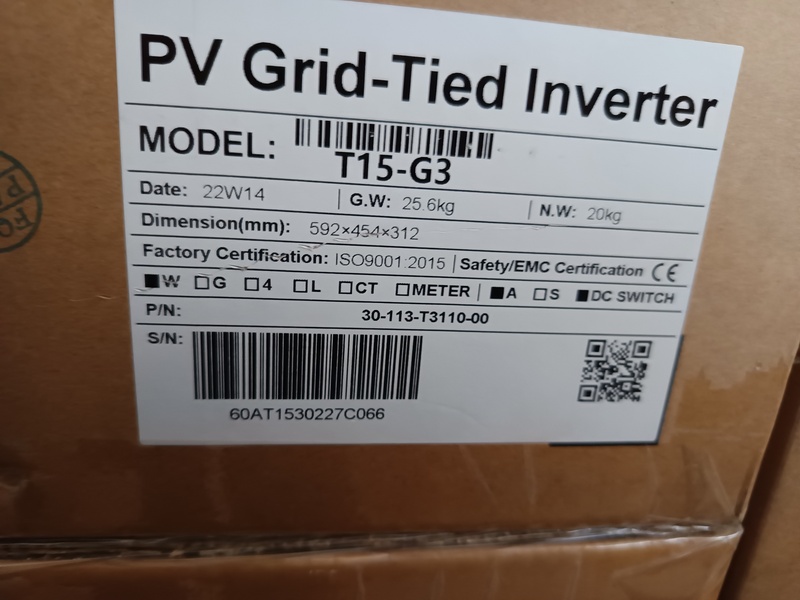 PV Grid-Tied Inverter
MODEL: T15-G3
Date: 22W14 G.W: 25.6kg N.W: 20kg
Dimension(mm): 592×454×312
Factory Certification: ISO9001:2015 Safety/EMC Certification CE
■W □G □4 □L □CT □METER ■A □S ■DC SWITCH
P/N: 30-113-T3110-00
S/N:
60AT1530227C066